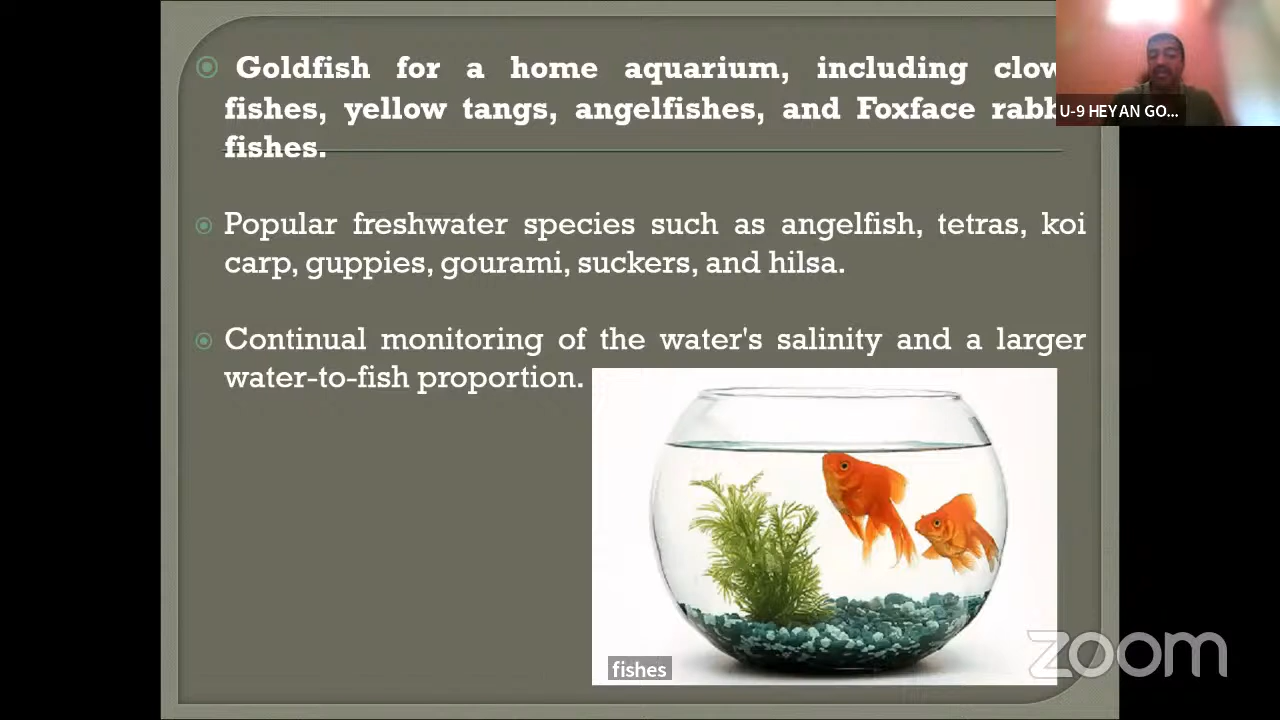 Goldfish for a home aquarium, including clow
fishes, yellow tangs, angelfishes, and Foxface rabb
fishes.
Popular freshwater species such as angelfish, tetras, koi
carp, guppies, gourami, suckers, and hilsa.
Continual monitoring of the water's salinity and a larger
water-to-fish proportion.
fishes
U-9 HEYAN GO...
zoom